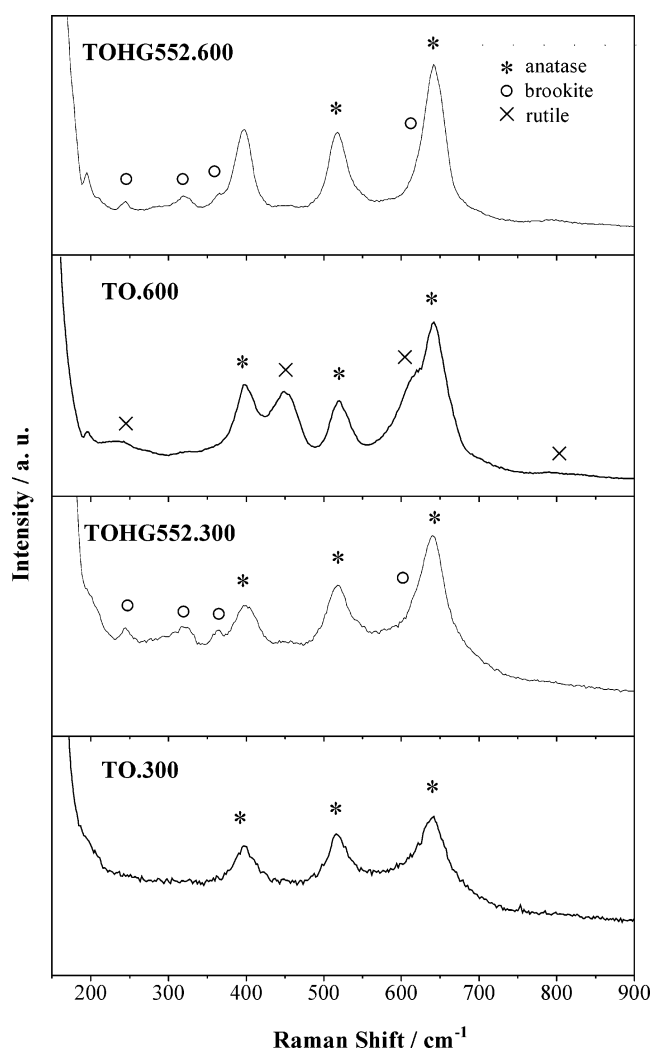 TOHG552.600
* anatase
○ brookite
× rutile
* * ○ ○ ○ ○
TO.600
* * * × × × ×
TOHG552.300
* * * ○ ○ ○ ○
TO.300
* * *
Intensity / a. u.
200 300 400 500 600 700 800 900
Raman Shift / cm⁻¹